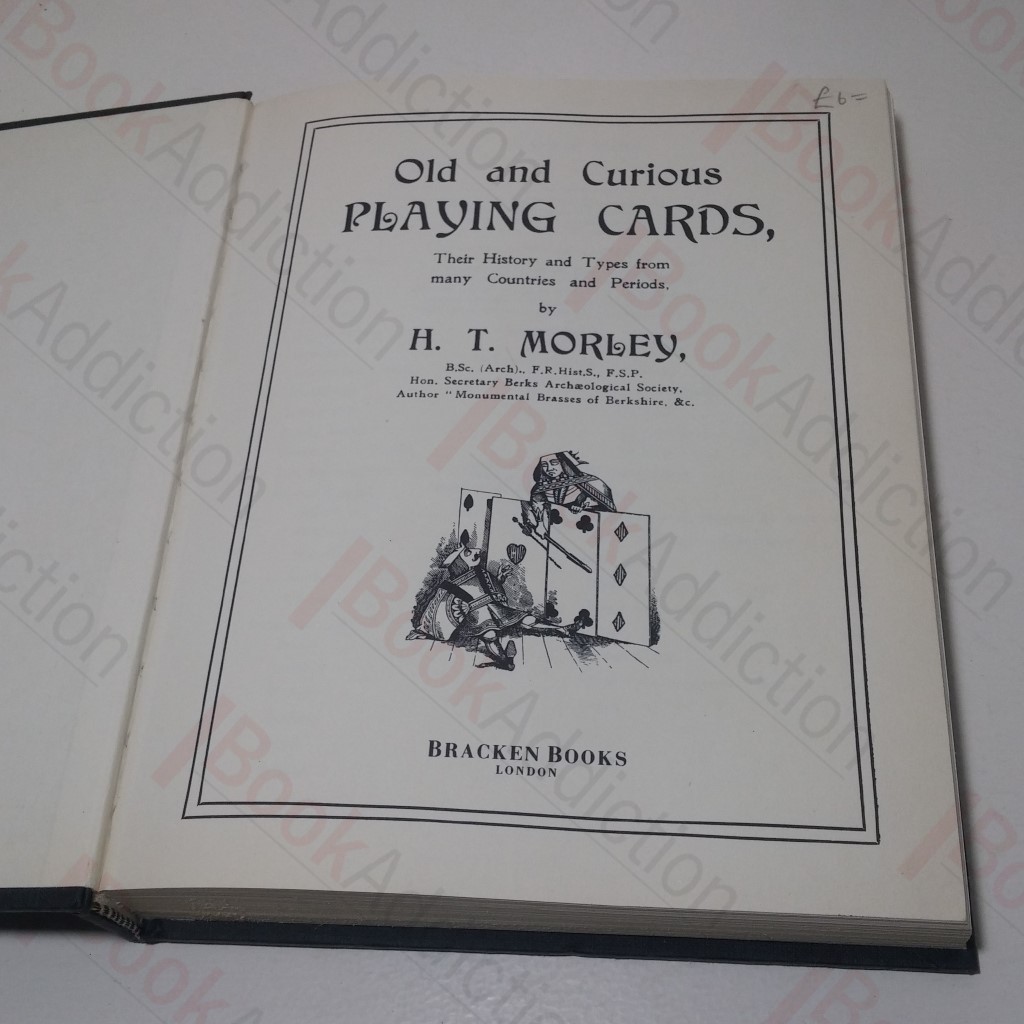 £6=
Old and Curious
PLAYING CARDS,
Their History and Types from
many Countries and Periods,
by
H. T. MORLEY,
B.Sc. (Arch)., F.R.Hist.S., F.S.P.
Hon. Secretary Berks Archæological Society,
Author "Monumental Brasses of Berkshire, &c.
BRACKEN BOOKS
LONDON
BookAddiction